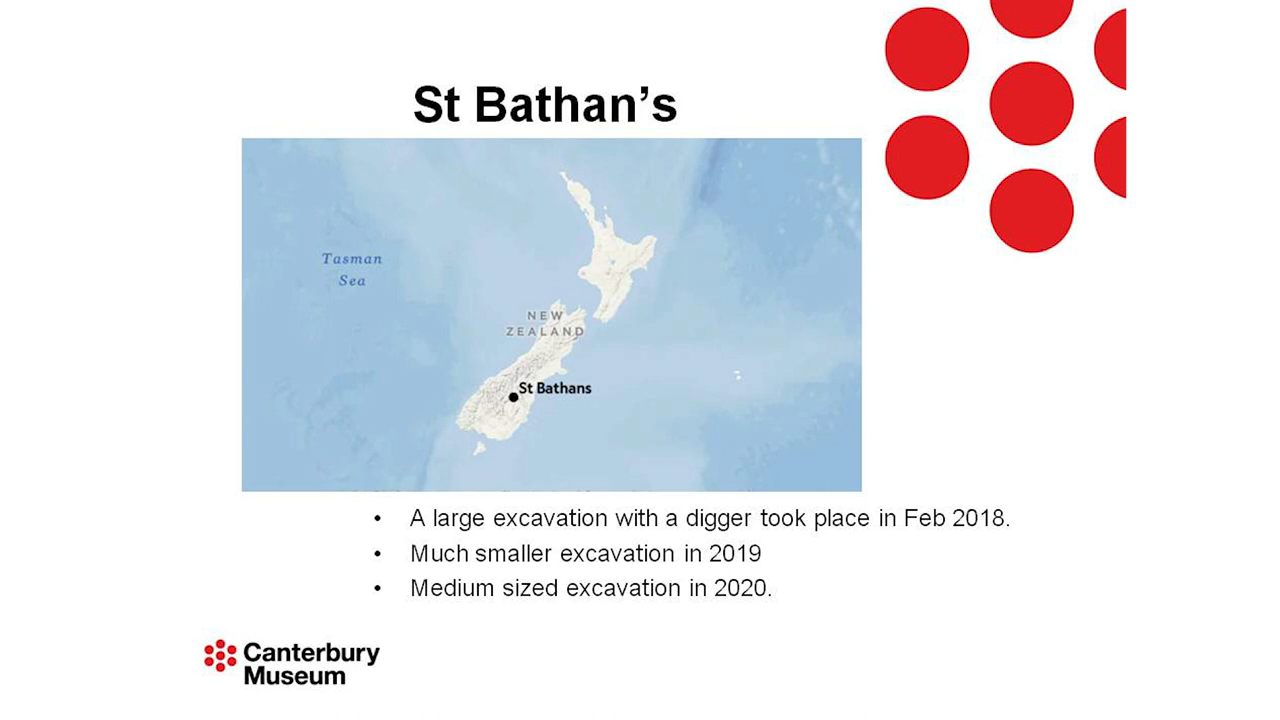 St Bathan’s
Tasman
Sea
NEW
ZEALAND
St Bathans
• A large excavation with a digger took place in Feb 2018.
• Much smaller excavation in 2019
• Medium sized excavation in 2020.
Canterbury
Museum